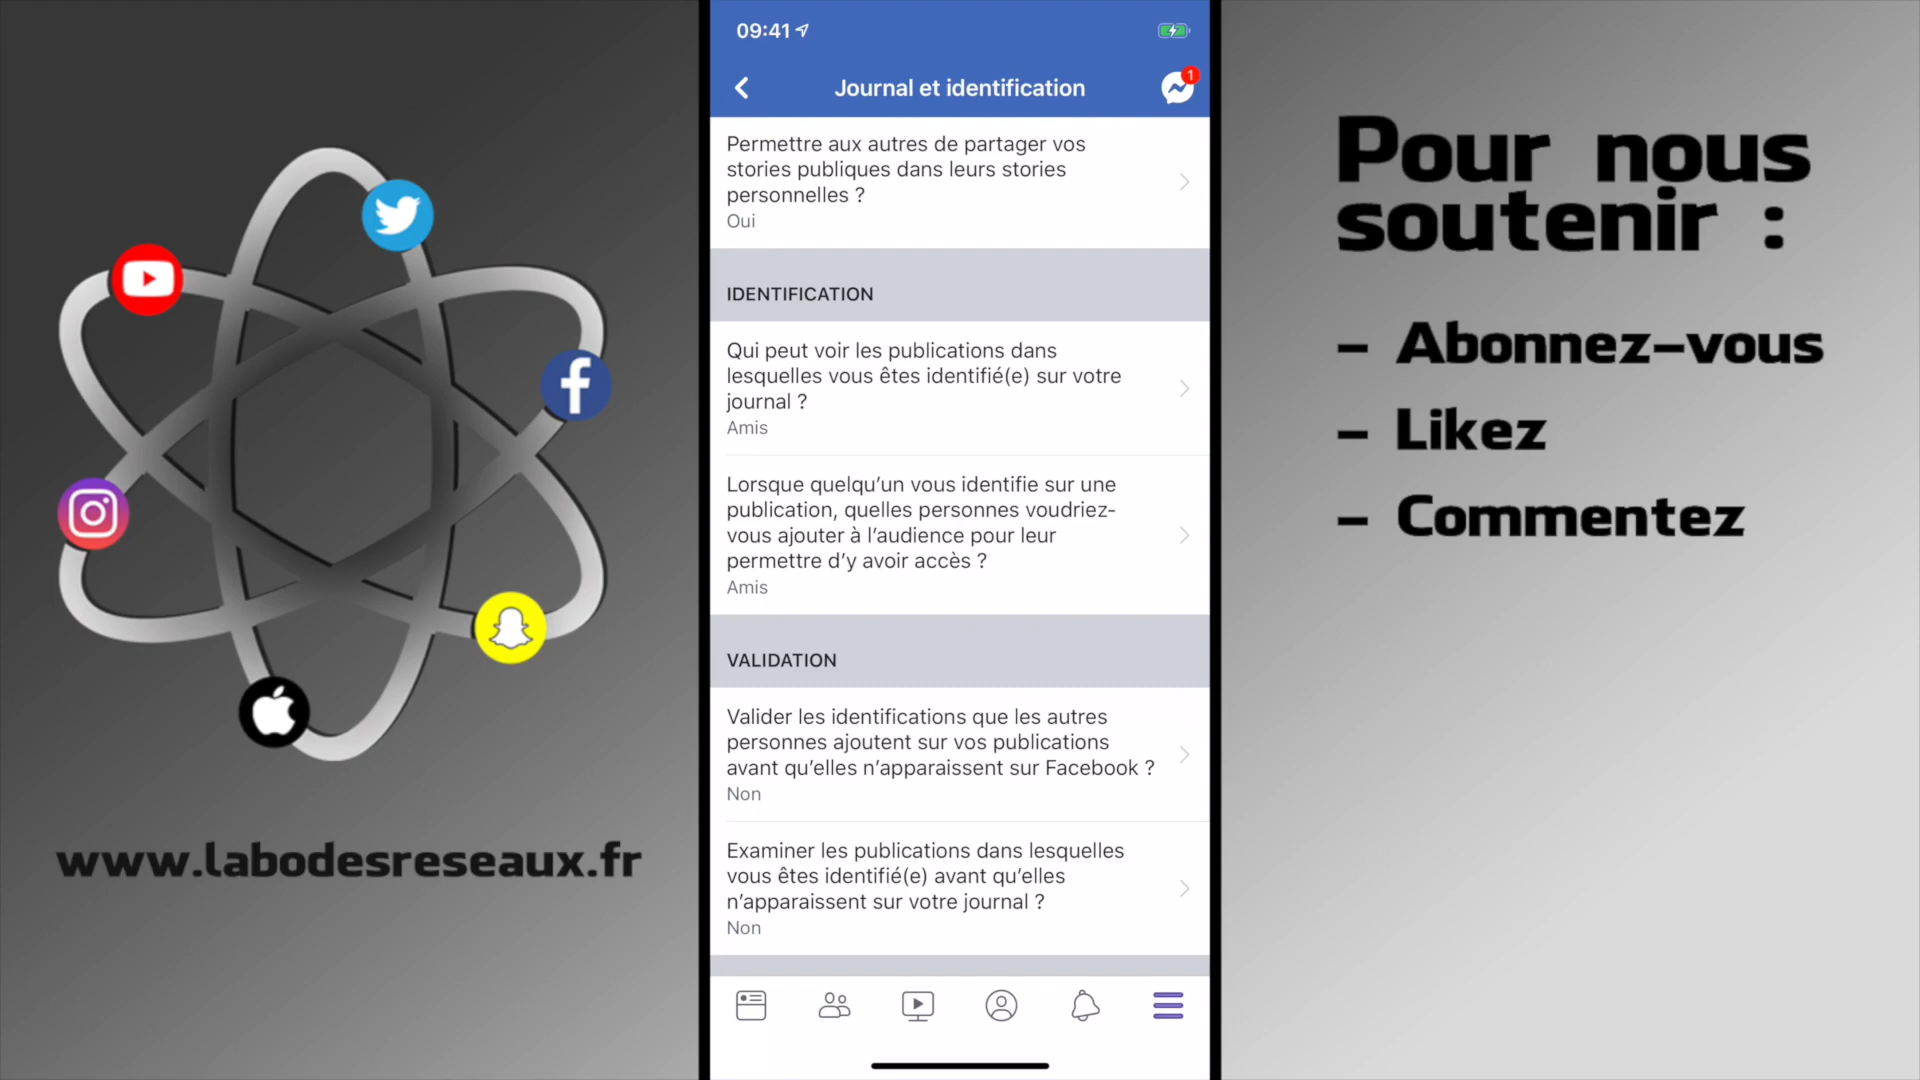 09:41
Journal et identification
1
Permettre aux autres de partager vos
stories publiques dans leurs stories
personnelles ?
Oui
IDENTIFICATION
Qui peut voir les publications dans
lesquelles vous êtes identifié(e) sur votre
journal ?
Amis
Lorsque quelqu’un vous identifie sur une
publication, quelles personnes voudriez-
vous ajouter à l’audience pour leur
permettre d’y avoir accès ?
Amis
VALIDATION
Valider les identifications que les autres
personnes ajoutent sur vos publications
avant qu’elles n’apparaissent sur Facebook ?
Non
Examiner les publications dans lesquelles
vous êtes identifié(e) avant qu’elles
n’apparaissent sur votre journal ?
Non
www.labodesreseaux.fr
Pour nous
soutenir :
- Abonnez-vous
- Likez
- Commentez